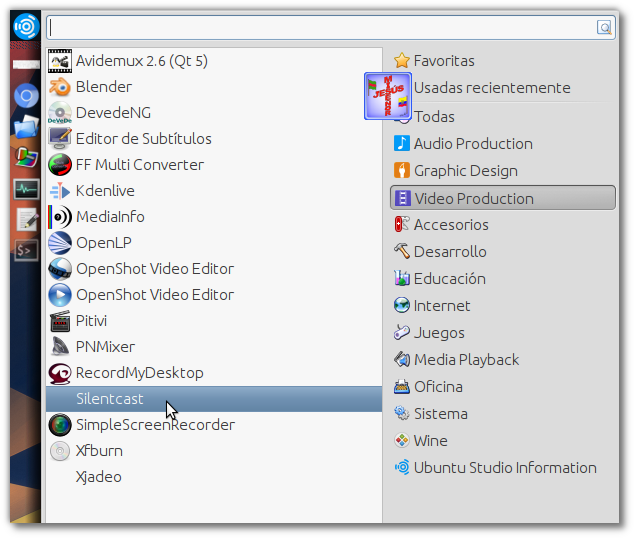 Avidemux 2.6 (Qt 5)
Blender
DevedeNG
Editor de Subtítulos
FF Multi Converter
Kdenlive
MediaInfo
OpenLP
OpenShot Video Editor
OpenShot Video Editor
Pitivi
PNMixer
RecordMyDesktop
Silentcast
SimpleScreenRecorder
Xfburn
Xjadeo
Favoritas
Usadas recientemente
Todas
Audio Production
Graphic Design
Video Production
Accesorios
Desarrollo
Educación
Internet
Juegos
Media Playback
Oficina
Sistema
Wine
Ubuntu Studio Information
JESÚS
DeVeDe
$>